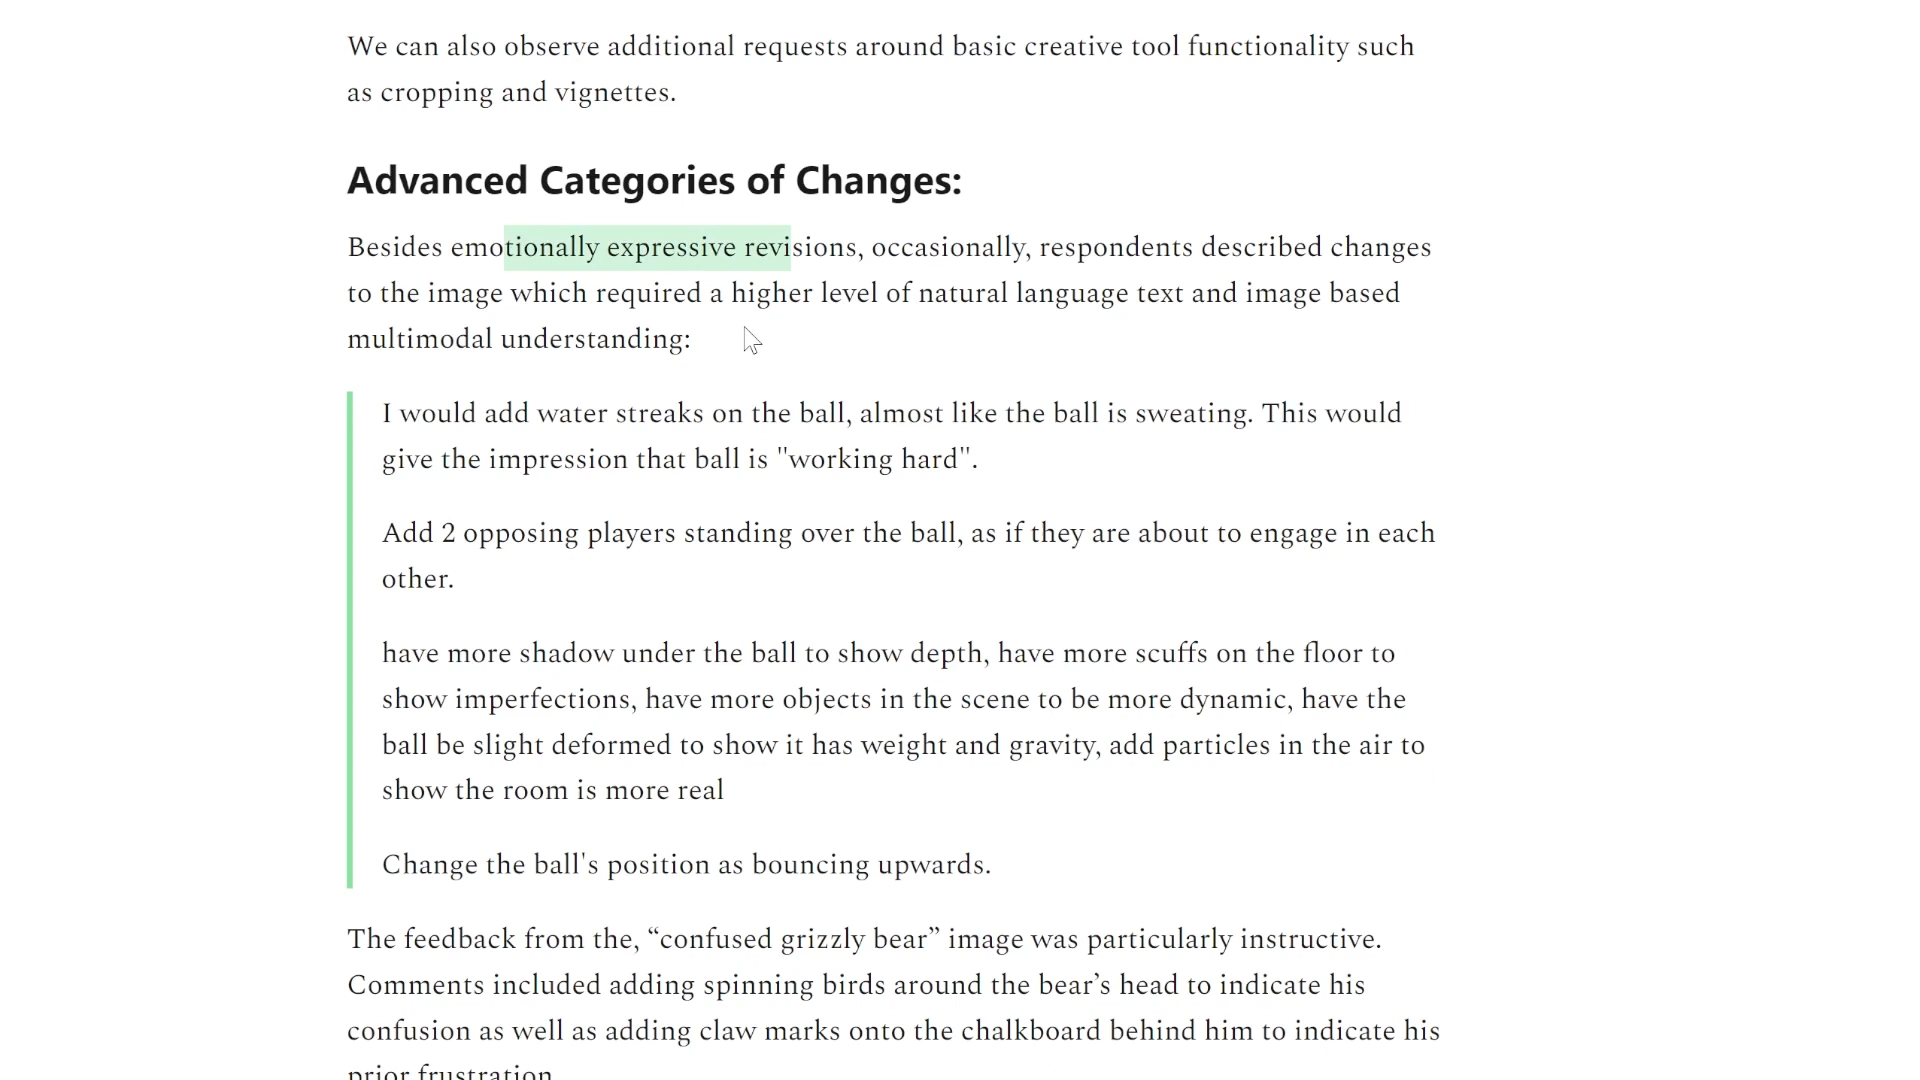 We can also observe additional requests around basic creative tool functionality such
as cropping and vignettes.
Advanced Categories of Changes:
Besides emotionally expressive revisions, occasionally, respondents described changes
to the image which required a higher level of natural language text and image based
multimodal understanding:
I would add water streaks on the ball, almost like the ball is sweating. This would
give the impression that ball is "working hard".
Add 2 opposing players standing over the ball, as if they are about to engage in each
other.
have more shadow under the ball to show depth, have more scuffs on the floor to
show imperfections, have more objects in the scene to be more dynamic, have the
ball be slight deformed to show it has weight and gravity, add particles in the air to
show the room is more real
Change the ball's position as bouncing upwards.
The feedback from the, “confused grizzly bear” image was particularly instructive.
Comments included adding spinning birds around the bear’s head to indicate his
confusion as well as adding claw marks onto the chalkboard behind him to indicate his
prior frustration